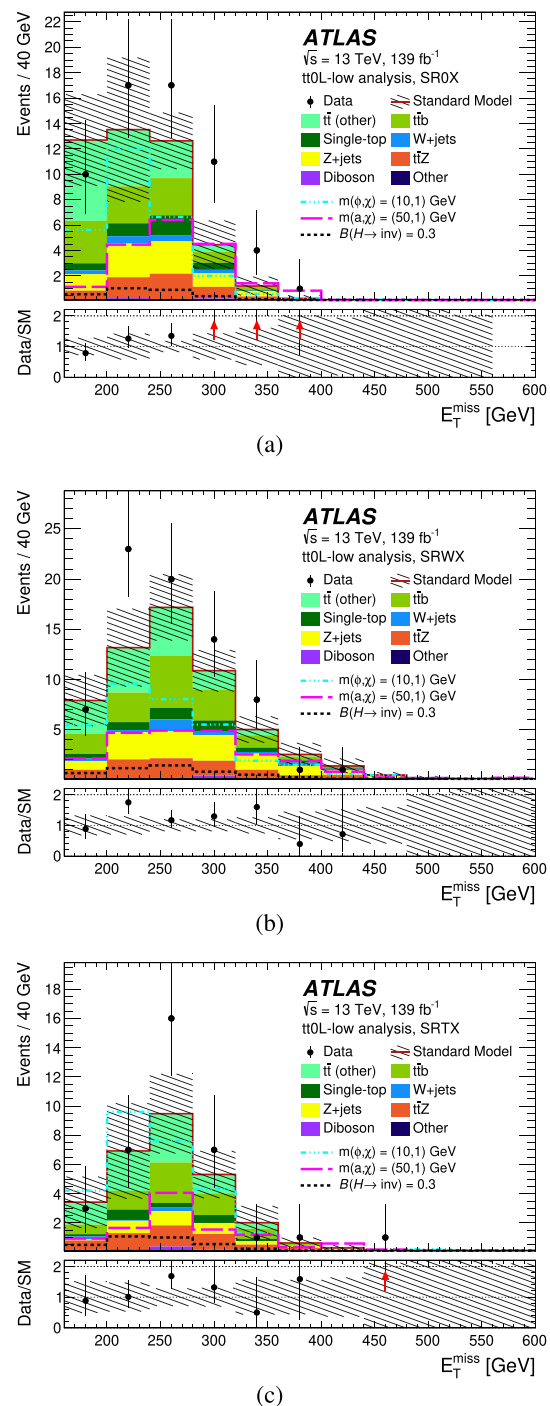 Events / 40 GeV
22
20
18
16
14
12
10
8
6
4
2
ATLAS
√s = 13 TeV, 139 fb-1
tt0L-low analysis, SR0X
Data Standard Model
tt̄ (other) tt̄b
Single-top W+jets
Z+jets tt̄Z
Diboson Other
m(ϕ,χ) = (10,1) GeV
m(a,χ) = (50,1) GeV
B(H→ inv) = 0.3
Data/SM
2
1
0
200 250 300 350 400 450 500 550 600
E_T^miss [GeV]
(a)
Events / 40 GeV
25
20
15
10
5
ATLAS
√s = 13 TeV, 139 fb-1
tt0L-low analysis, SRWX
Data Standard Model
tt̄ (other) tt̄b
Single-top W+jets
Z+jets tt̄Z
Diboson Other
m(ϕ,χ) = (10,1) GeV
m(a,χ) = (50,1) GeV
B(H→ inv) = 0.3
Data/SM
2
1
0
200 250 300 350 400 450 500 550 600
E_T^miss [GeV]
(b)
Events / 40 GeV
18
16
14
12
10
8
6
4
2
ATLAS
√s = 13 TeV, 139 fb-1
tt0L-low analysis, SRTX
Data Standard Model
tt̄ (other) tt̄b
Single-top W+jets
Z+jets tt̄Z
Diboson Other
m(ϕ,χ) = (10,1) GeV
m(a,χ) = (50,1) GeV
B(H→ inv) = 0.3
Data/SM
2
1
0
200 250 300 350 400 450 500 550 600
E_T^miss [GeV]
(c)